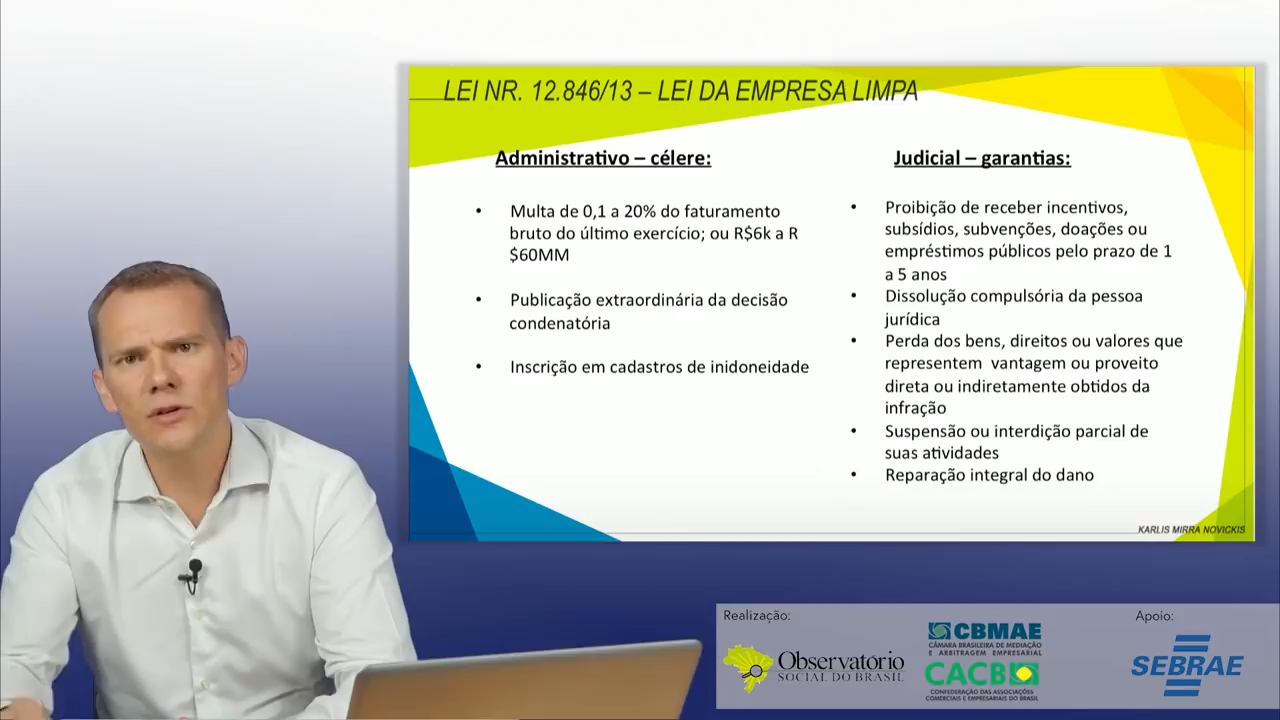 LEI NR. 12.846/13 – LEI DA EMPRESA LIMPA
Administrativo – célere:
• Multa de 0,1 a 20% do faturamento
bruto do último exercício; ou R$6k a R
$60MM
• Publicação extraordinária da decisão
condenatória
• Inscrição em cadastros de inidoneidade
Judicial – garantias:
• Proibição de receber incentivos,
subsídios, subvenções, doações ou
empréstimos públicos pelo prazo de 1
a 5 anos
• Dissolução compulsória da pessoa
jurídica
• Perda dos bens, direitos ou valores que
representem vantagem ou proveito
direta ou indiretamente obtidos da
infração
• Suspensão ou interdição parcial de
suas atividades
• Reparação integral do dano
KARLIS MIRRA NOVICKIS
Realização:
Observatório
SOCIAL DO BRASIL
CBMAE
CÂMARA BRASILEIRA DE MEDIAÇÃO
E ARBITRAGEM EMPRESARIAL
CACB
CONFEDERAÇÃO DAS ASSOCIAÇÕES
COMERCIAIS E EMPRESARIAIS DO BRASIL
Apoio:
SEBRAE